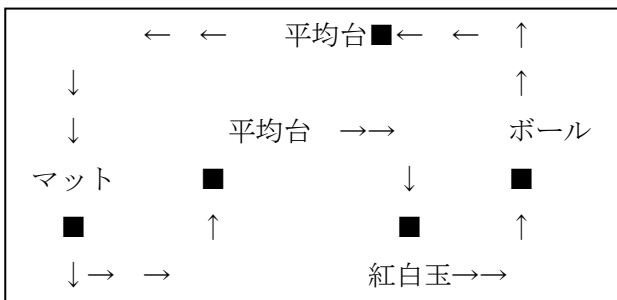 ← ← 平均台■← ← ↑
↓ ↑
↓ 平均台 →→ ボール
マット ■ ↓ ■
■ ↑ ■ ↑
↓→ → 紅白玉→→